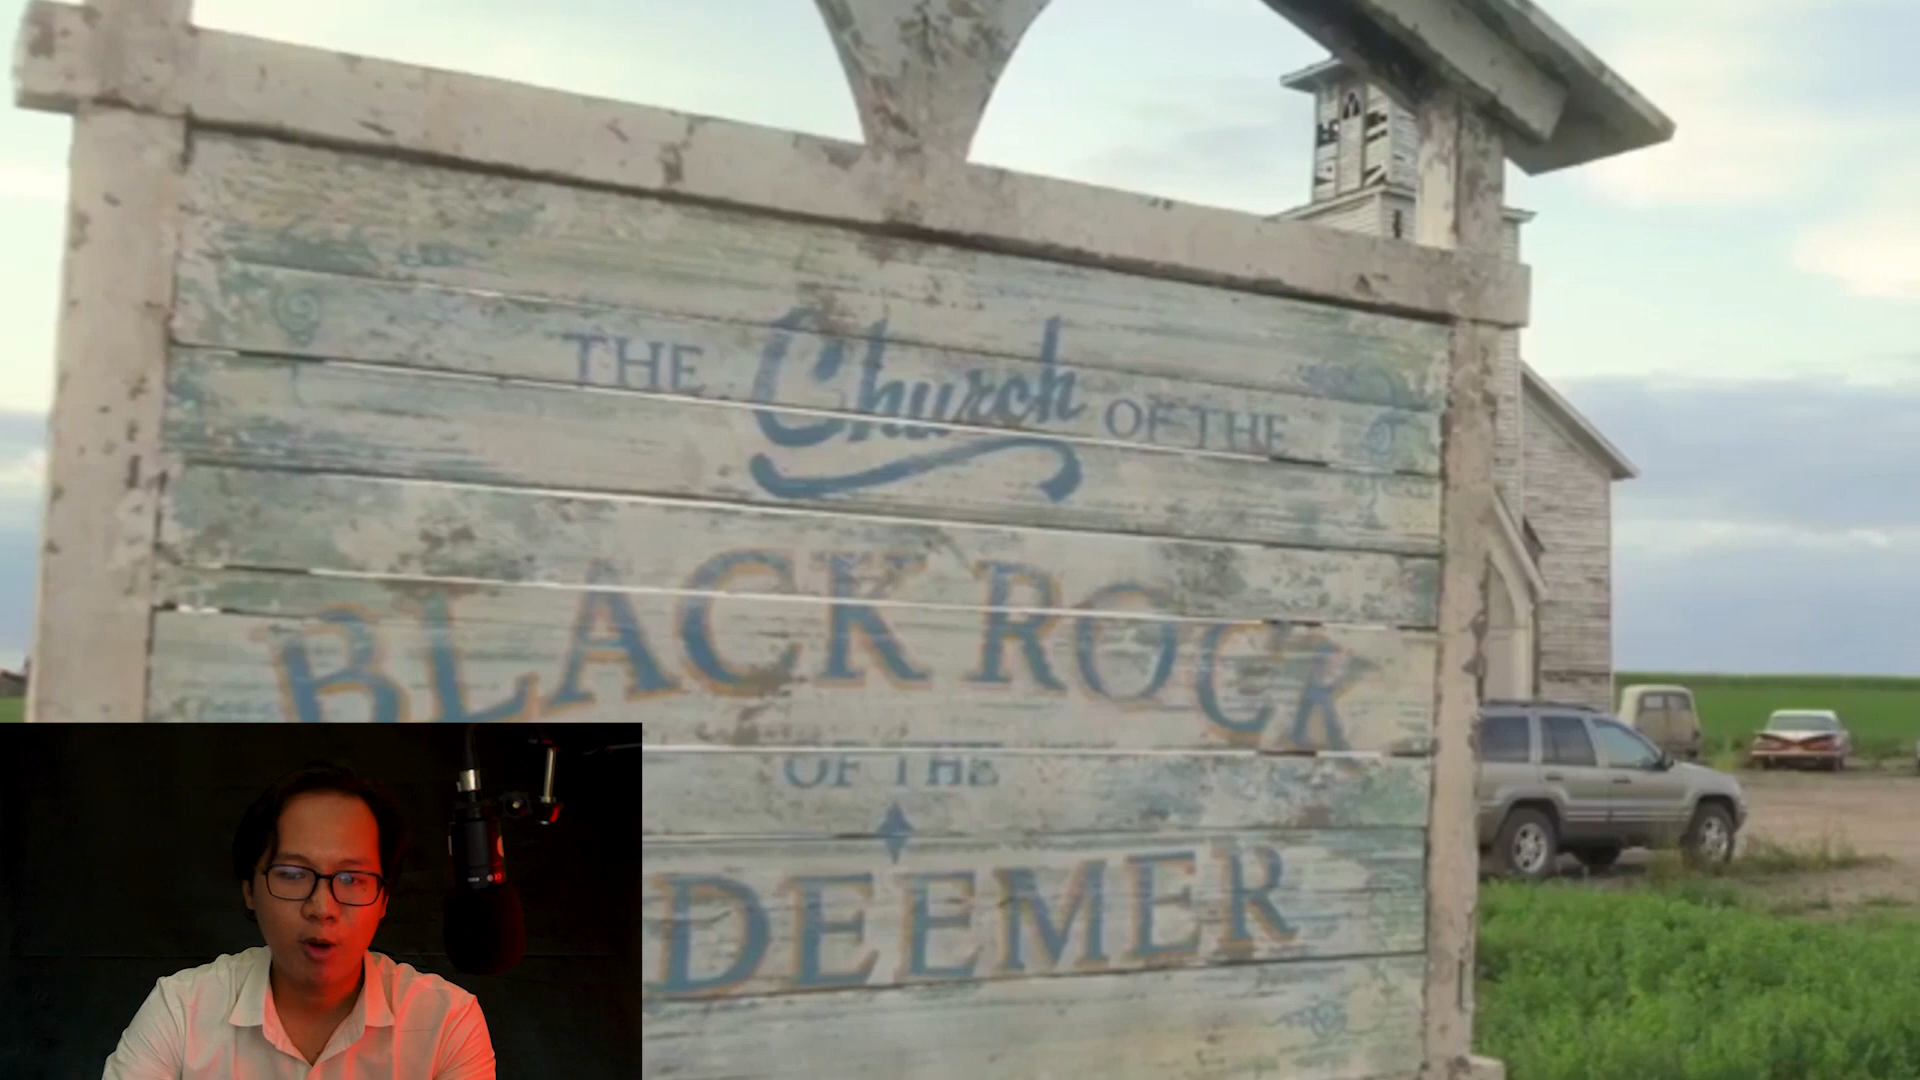 THE Church OF THE
BLACK ROCK
OF THE
DEEMER